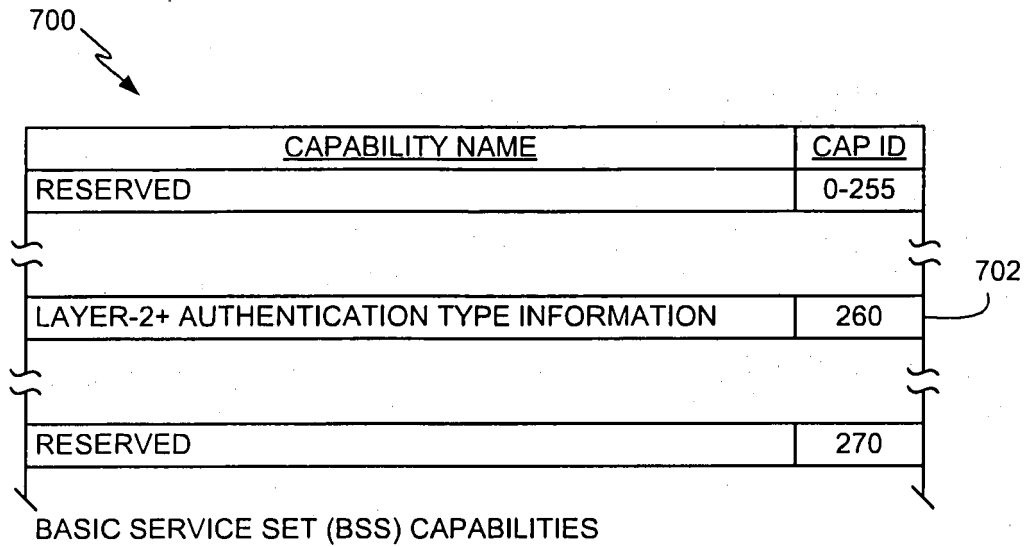 700
CAPABILITY NAME CAP ID
RESERVED 0-255
702
LAYER-2+ AUTHENTICATION TYPE INFORMATION 260
RESERVED 270
BASIC SERVICE SET (BSS) CAPABILITIES